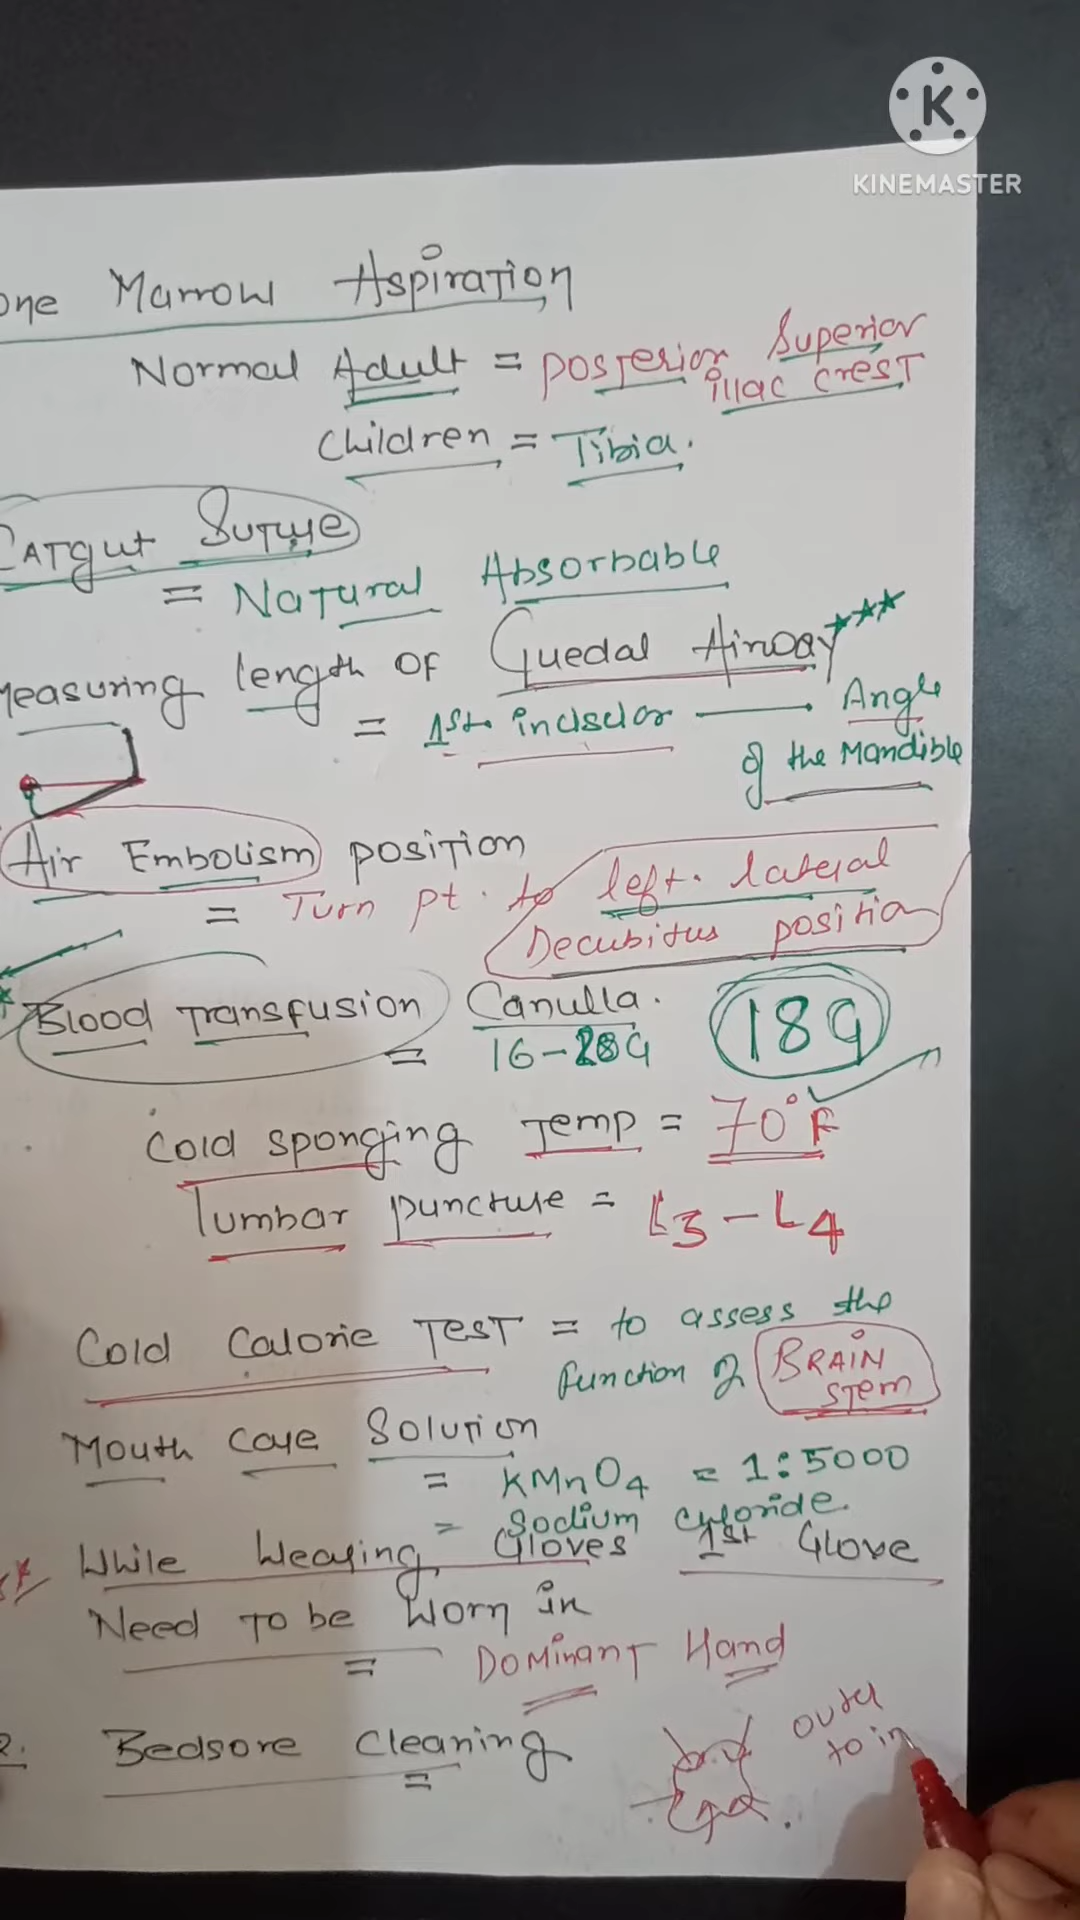 K
KINEMASTER
one Marrow Aspiration
Normal Adult = Posterior Superior
illac crest
Children = Tibia.
CATgut Suture
= Natural Absorbable
Measuring length of Guedal Airway
= 1st incisior Angle
of the Mandible
Air Embolism position
= Turn pt. to left. lateral
Decubitus position
Blood Transfusion Canulla.
= 16-28G 18G
Cold sponging Temp = 70°F
lumbar puncture = L3-L4
Cold Calorie Test = to assess the
function of BRAIN
Stem
Mouth care Solution
= KMnO4 = 1:5000
= Sodium Chloride.
While Wearing Gloves 1st Glove
Need to be Worn in
= Dominant Hand
2. Bedsore Cleaning outer
= to in